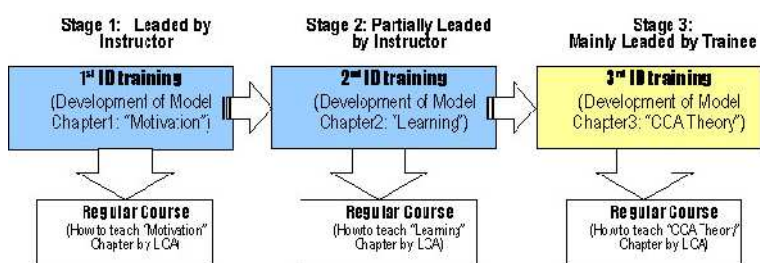 Stage 1: Leaded by
Instructor
Stage 2: Partially Leaded
by Instructor
Stage 3:
Mainly Leaded by Trainee
1st ID training
(Development of Model
Chapter1: "Motivation")
2nd ID training
(Development of Model
Chapter2: "Learning")
3rd ID training
(Development of Model
Chapter3: "CCA Theory")
Regular Course
(How to teach "Motivation"
Chapter by LCA)
Regular Course
(How to teach "Learning"
Chapter by LCA)
Regular Course
(How to teach "CCA Theory"
Chapter by LCA)